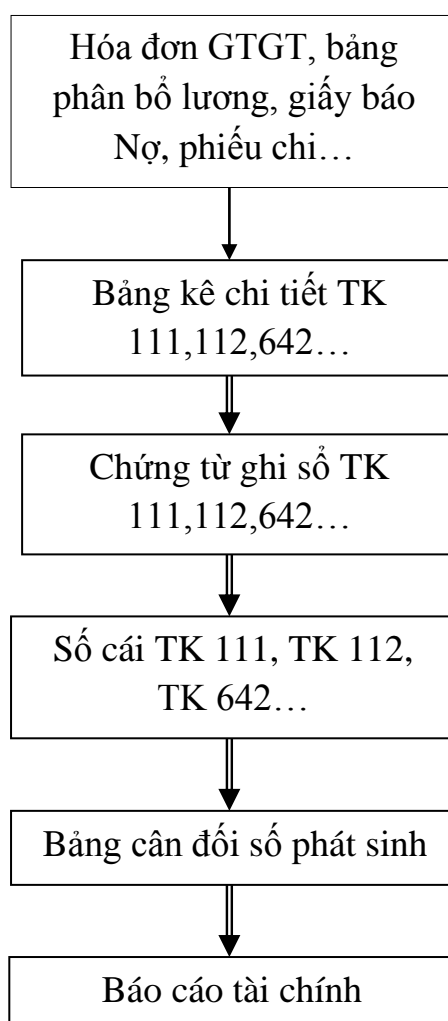 Hóa đơn GTGT, bảng
phân bổ lương, giấy báo
Nợ, phiếu chi…
Bảng kê chi tiết TK
111,112,642…
Chứng từ ghi sổ TK
111,112,642…
Số cái TK 111, TK 112,
TK 642…
Bảng cân đối số phát sinh
Báo cáo tài chính